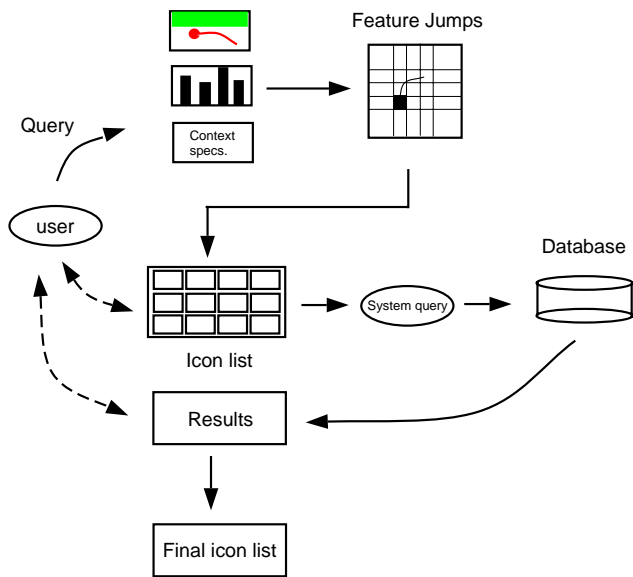 Feature Jumps
Query
Context
specs.
user
Database
System query
Icon list
Results
Final icon list